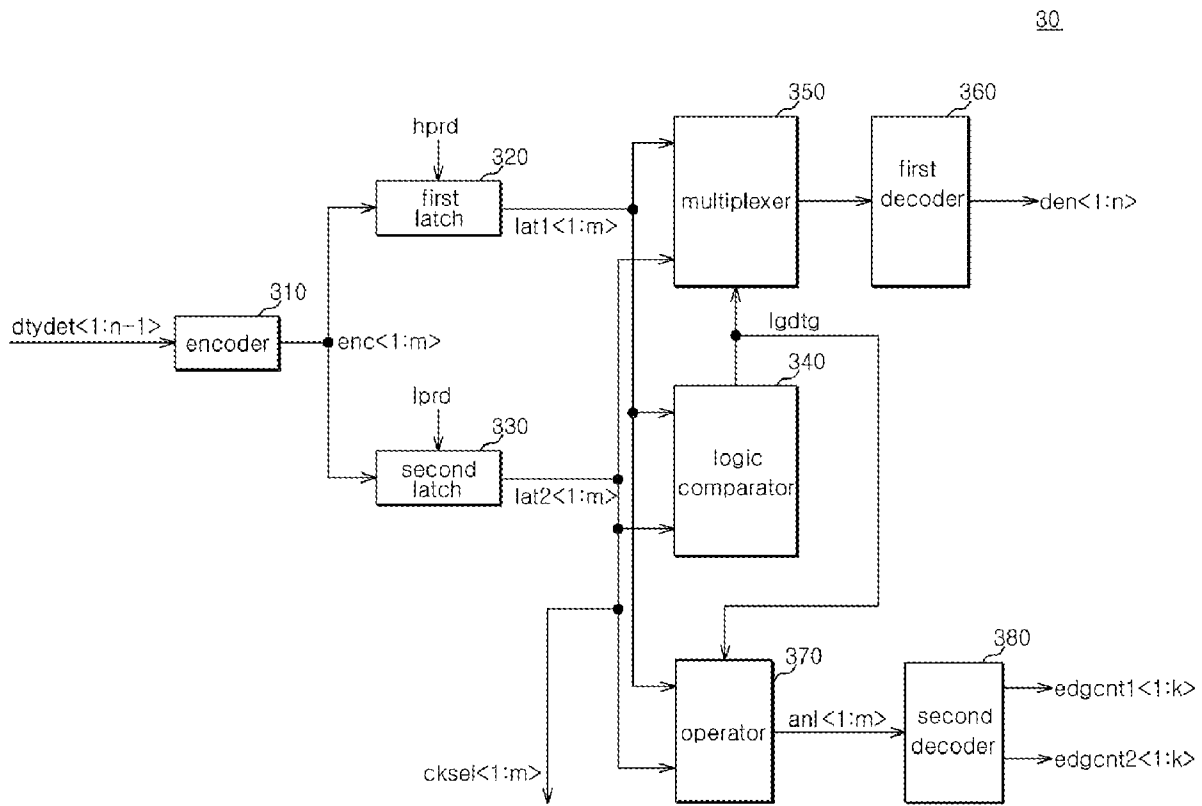 30
350
360
hprd
320
first
latch
lat1<1:m>
multiplexer
first
decoder
den<1:n>
310
dtydet<1:n-1>
encoder
enc<1:m>
lgdtg
340
lprd
330
second
latch
lat2<1:m>
logic
comparator
370
380
operator
anl<1:m>
second
decoder
edgcnt1<1:k>
edgcnt2<1:k>
cksel<1:m>